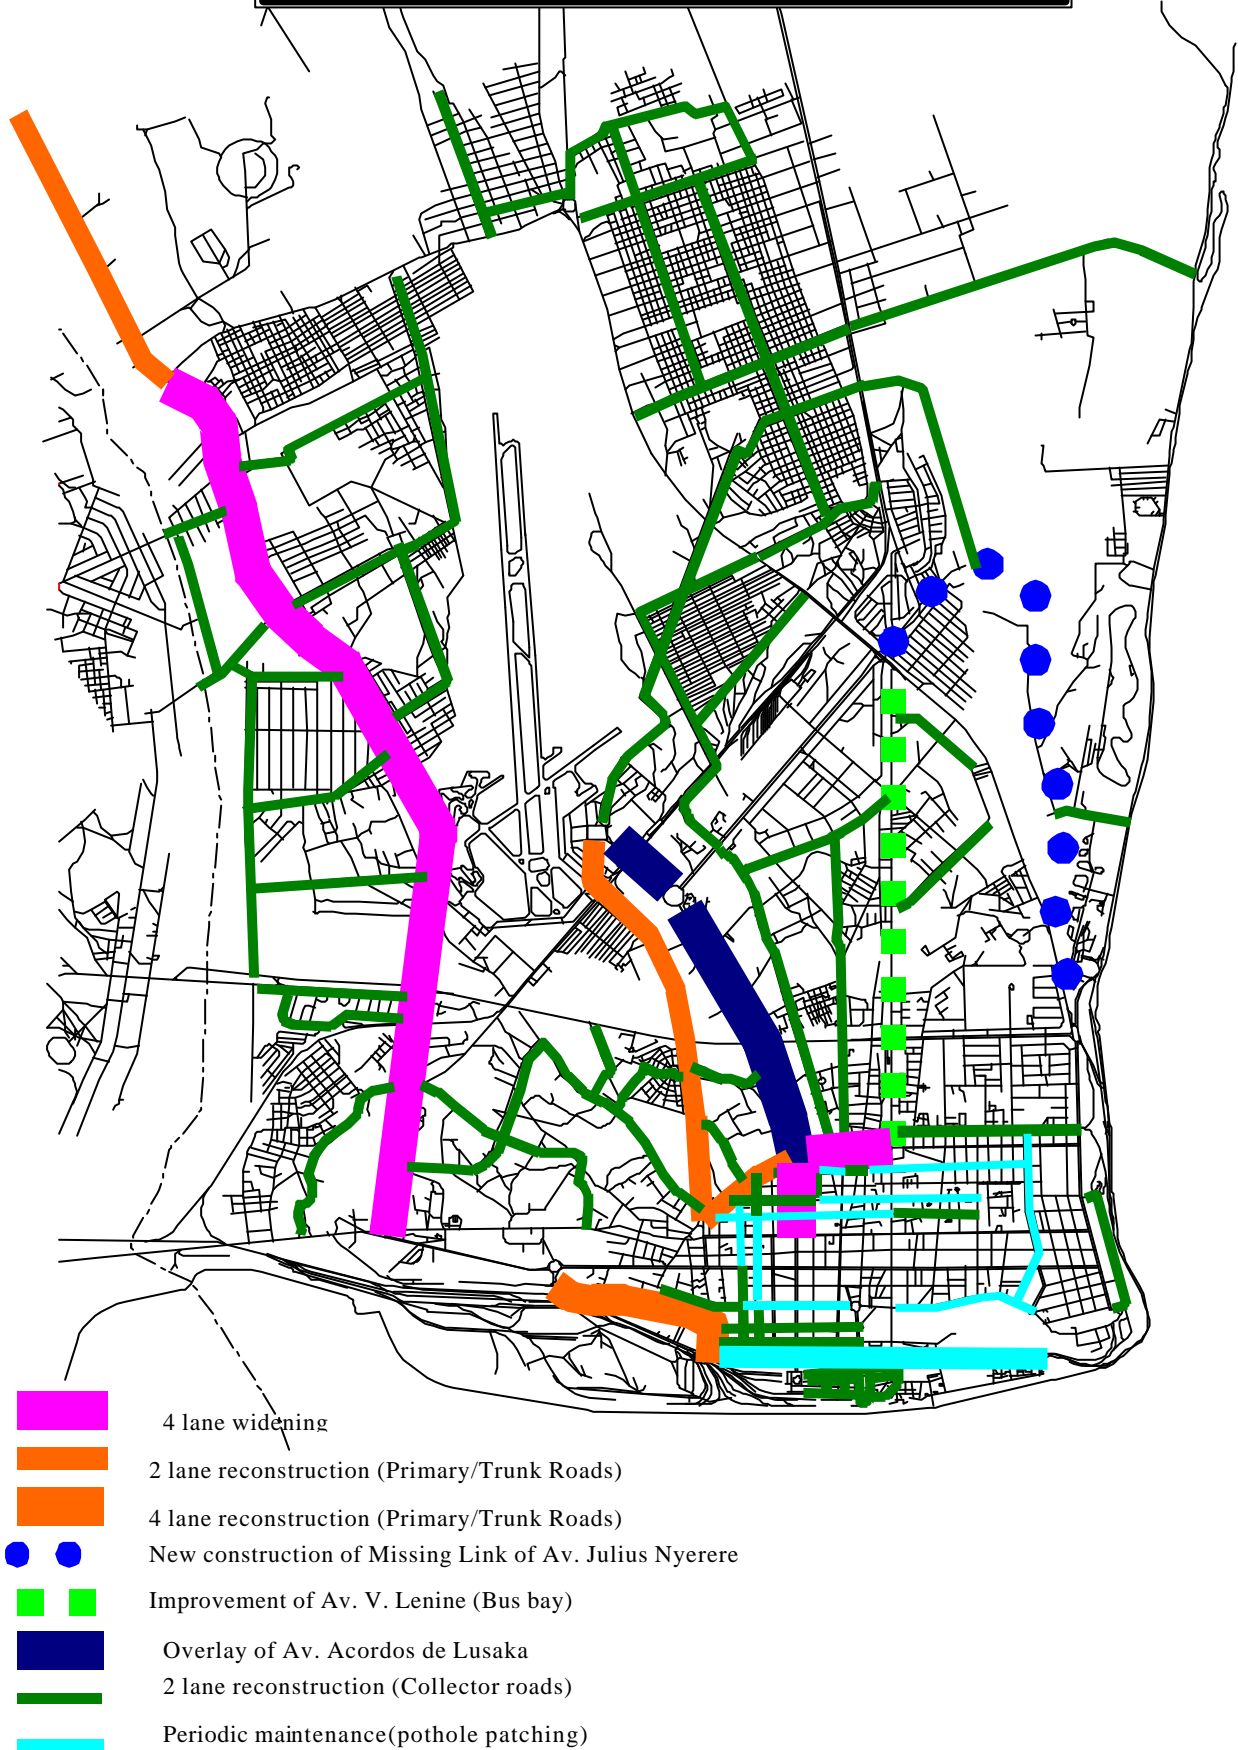 4 lane widening
2 lane reconstruction (Primary/Trunk Roads)
4 lane reconstruction (Primary/Trunk Roads)
New construction of Missing Link of Av. Julius Nyerere
Improvement of Av. V. Lenine (Bus bay)
Overlay of Av. Acordos de Lusaka
2 lane reconstruction (Collector roads)
Periodic maintenance(pothole patching)